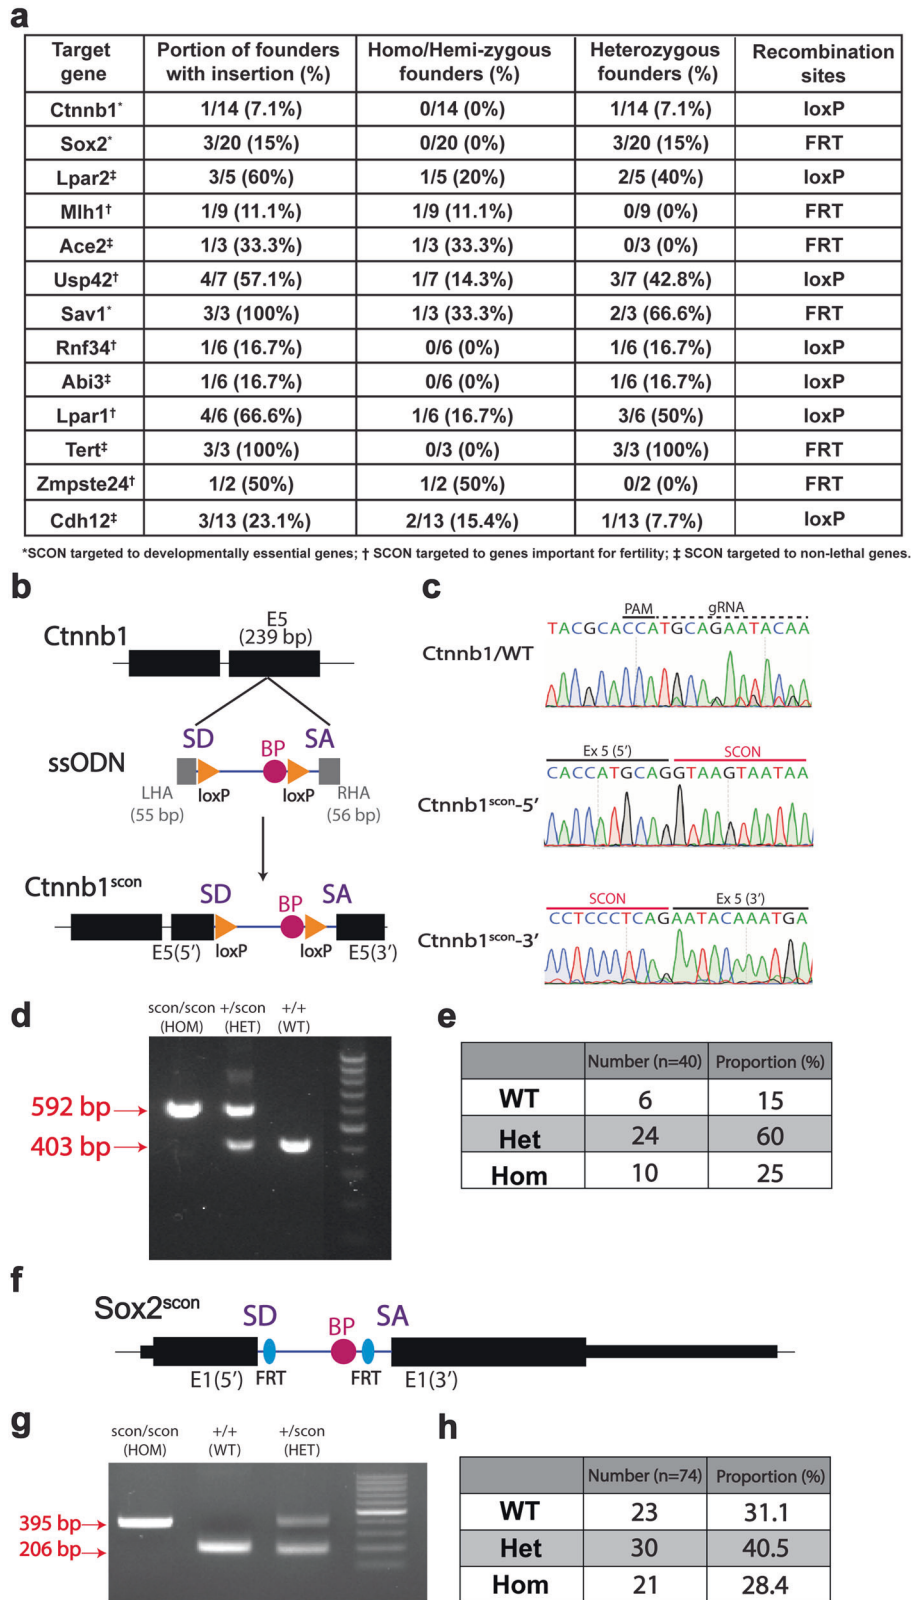 a
Target gene | Portion of founders with insertion (%) | Homo/Hemi-zygous founders (%) | Heterozygous founders (%) | Recombination sites
Ctnnb1* | 1/14 (7.1%) | 0/14 (0%) | 1/14 (7.1%) | loxP
Sox2* | 3/20 (15%) | 0/20 (0%) | 3/20 (15%) | FRT
Lpar2‡ | 3/5 (60%) | 1/5 (20%) | 2/5 (40%) | loxP
Mlh1† | 1/9 (11.1%) | 1/9 (11.1%) | 0/9 (0%) | FRT
Ace2‡ | 1/3 (33.3%) | 1/3 (33.3%) | 0/3 (0%) | FRT
Usp42† | 4/7 (57.1%) | 1/7 (14.3%) | 3/7 (42.8%) | loxP
Sav1* | 3/3 (100%) | 1/3 (33.3%) | 2/3 (66.6%) | FRT
Rnf34† | 1/6 (16.7%) | 0/6 (0%) | 1/6 (16.7%) | loxP
Abi3‡ | 1/6 (16.7%) | 0/6 (0%) | 1/6 (16.7%) | loxP
Lpar1† | 4/6 (66.6%) | 1/6 (16.7%) | 3/6 (50%) | loxP
Tert‡ | 3/3 (100%) | 0/3 (0%) | 3/3 (100%) | FRT
Zmpste24† | 1/2 (50%) | 1/2 (50%) | 0/2 (0%) | FRT
Cdh12‡ | 3/13 (23.1%) | 2/13 (15.4%) | 1/13 (7.7%) | loxP
*SCON targeted to developmentally essential genes; † SCON targeted to genes important for fertility; ‡ SCON targeted to non-lethal genes.
b
Ctnnb1
E5
(239 bp)
SD
BP
SA
ssODN
loxP
loxP
LHA
(55 bp)
RHA
(56 bp)
Ctnnb1scon
SD
BP
SA
E5(5′)
loxP
loxP
E5(3′)
c
PAM
gRNA
TACGCACCATGCAGAATACAA
Ctnnb1/WT
Ex 5 (5′)
SCON
CACCATGCAGGTAAGTAATAA
Ctnnb1scon-5′
SCON
Ex 5 (3′)
CCTCCCTCAGAATACAAATGA
Ctnnb1scon-3′
d
scon/scon
(HOM)
+/scon
(HET)
+/+
(WT)
592 bp
403 bp
e
Number (n=40) | Proportion (%)
WT | 6 | 15
Het | 24 | 60
Hom | 10 | 25
f
Sox2scon
SD
BP
SA
E1(5′)
FRT
FRT
E1(3′)
g
scon/scon
(HOM)
+/+
(WT)
+/scon
(HET)
395 bp
206 bp
h
Number (n=74) | Proportion (%)
WT | 23 | 31.1
Het | 30 | 40.5
Hom | 21 | 28.4